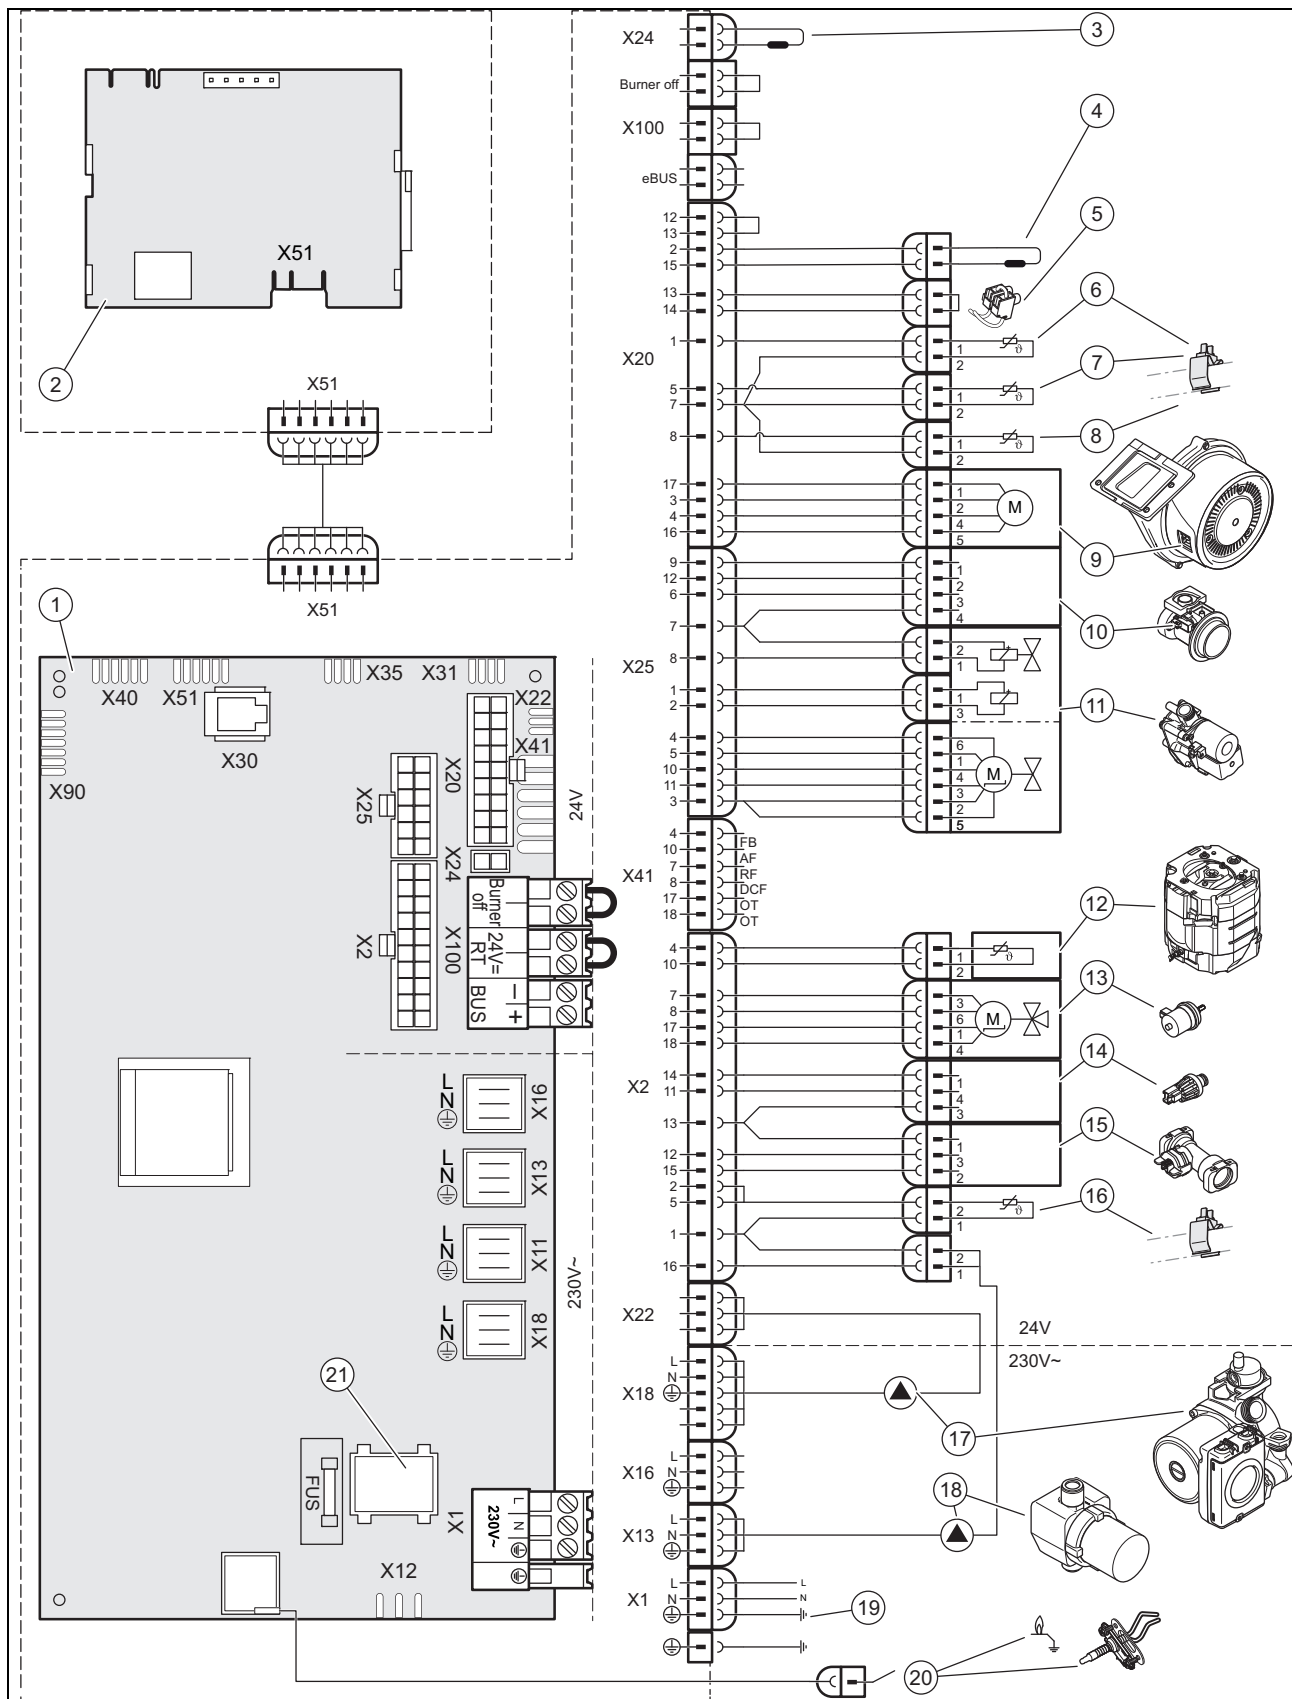 X24
3
Burner off
X100
4
eBUS
12
13
2
15
5
X51
13
14
6
1
1
2
X20
7
2
X51
5
7
1
2
8
8
1
2
17
3
4
16
1
2
4
5
M
9
X51
9
12
6
1
2
3
4
10
1
7
X25
8
2
1
1
2
1
3
11
X40
X51
X35
X31
X22
X30
X41
X90
X20
X25
24V
4
5
10
11
3
6
1
4
3
2
5
M
X24
X41
4
10
7
8
17
18
FB
AF
RF
DCF
OT
OT
Burner off
24V= RT
BUS
X100
X2
12
4
10
1
2
13
7
8
17
18
3
6
1
4
M
14
X2
14
11
1
4
3
13
15
12
15
2
5
1
3
2
16
2
1
1
16
2
1
L
N
X16
L
N
X13
L
N
X11
L
N
X18
230V~
X22
24V
230V~
X18
L
N
17
21
X16
L
N
18
FUS
X1
L
N
230V~
X13
L
N
X12
X1
L
N
L
N
19
20